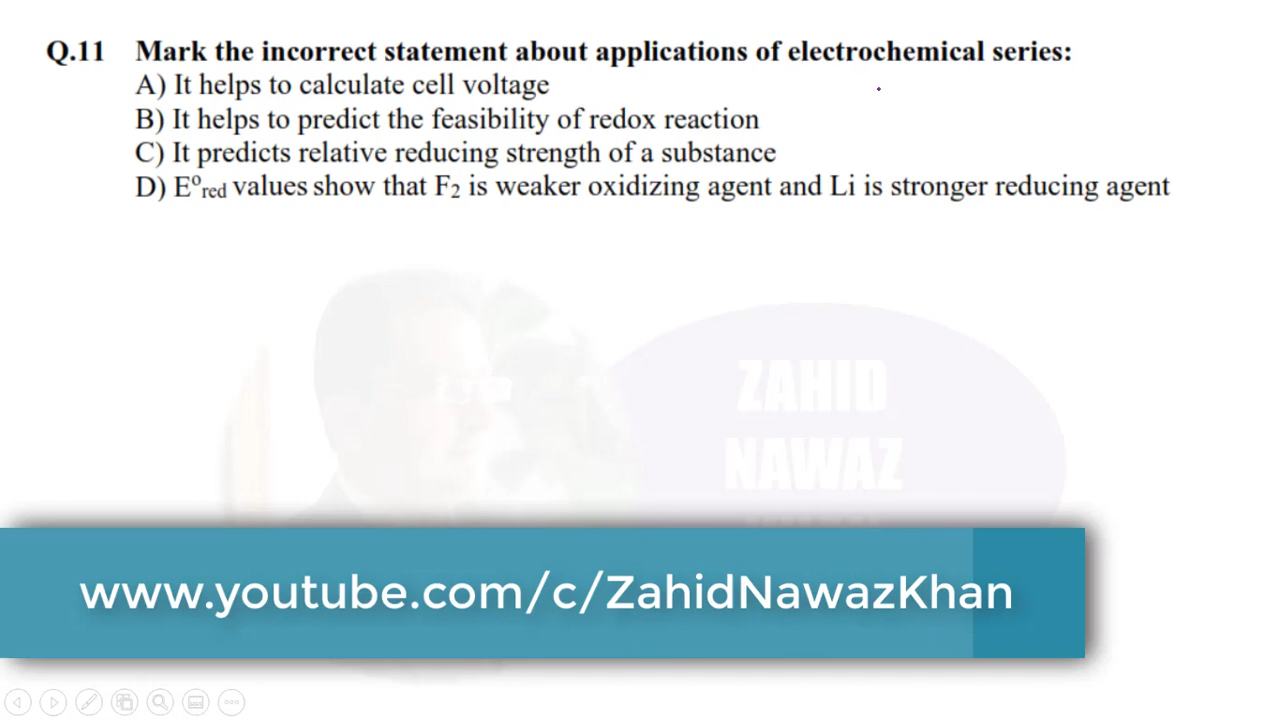 Q.11 Mark the incorrect statement about applications of electrochemical series:
A) It helps to calculate cell voltage
B) It helps to predict the feasibility of redox reaction
C) It predicts relative reducing strength of a substance
D) E°red values show that F2 is weaker oxidizing agent and Li is stronger reducing agent
ZAHID
NAWAZ
www.youtube.com/c/ZahidNawazKhan